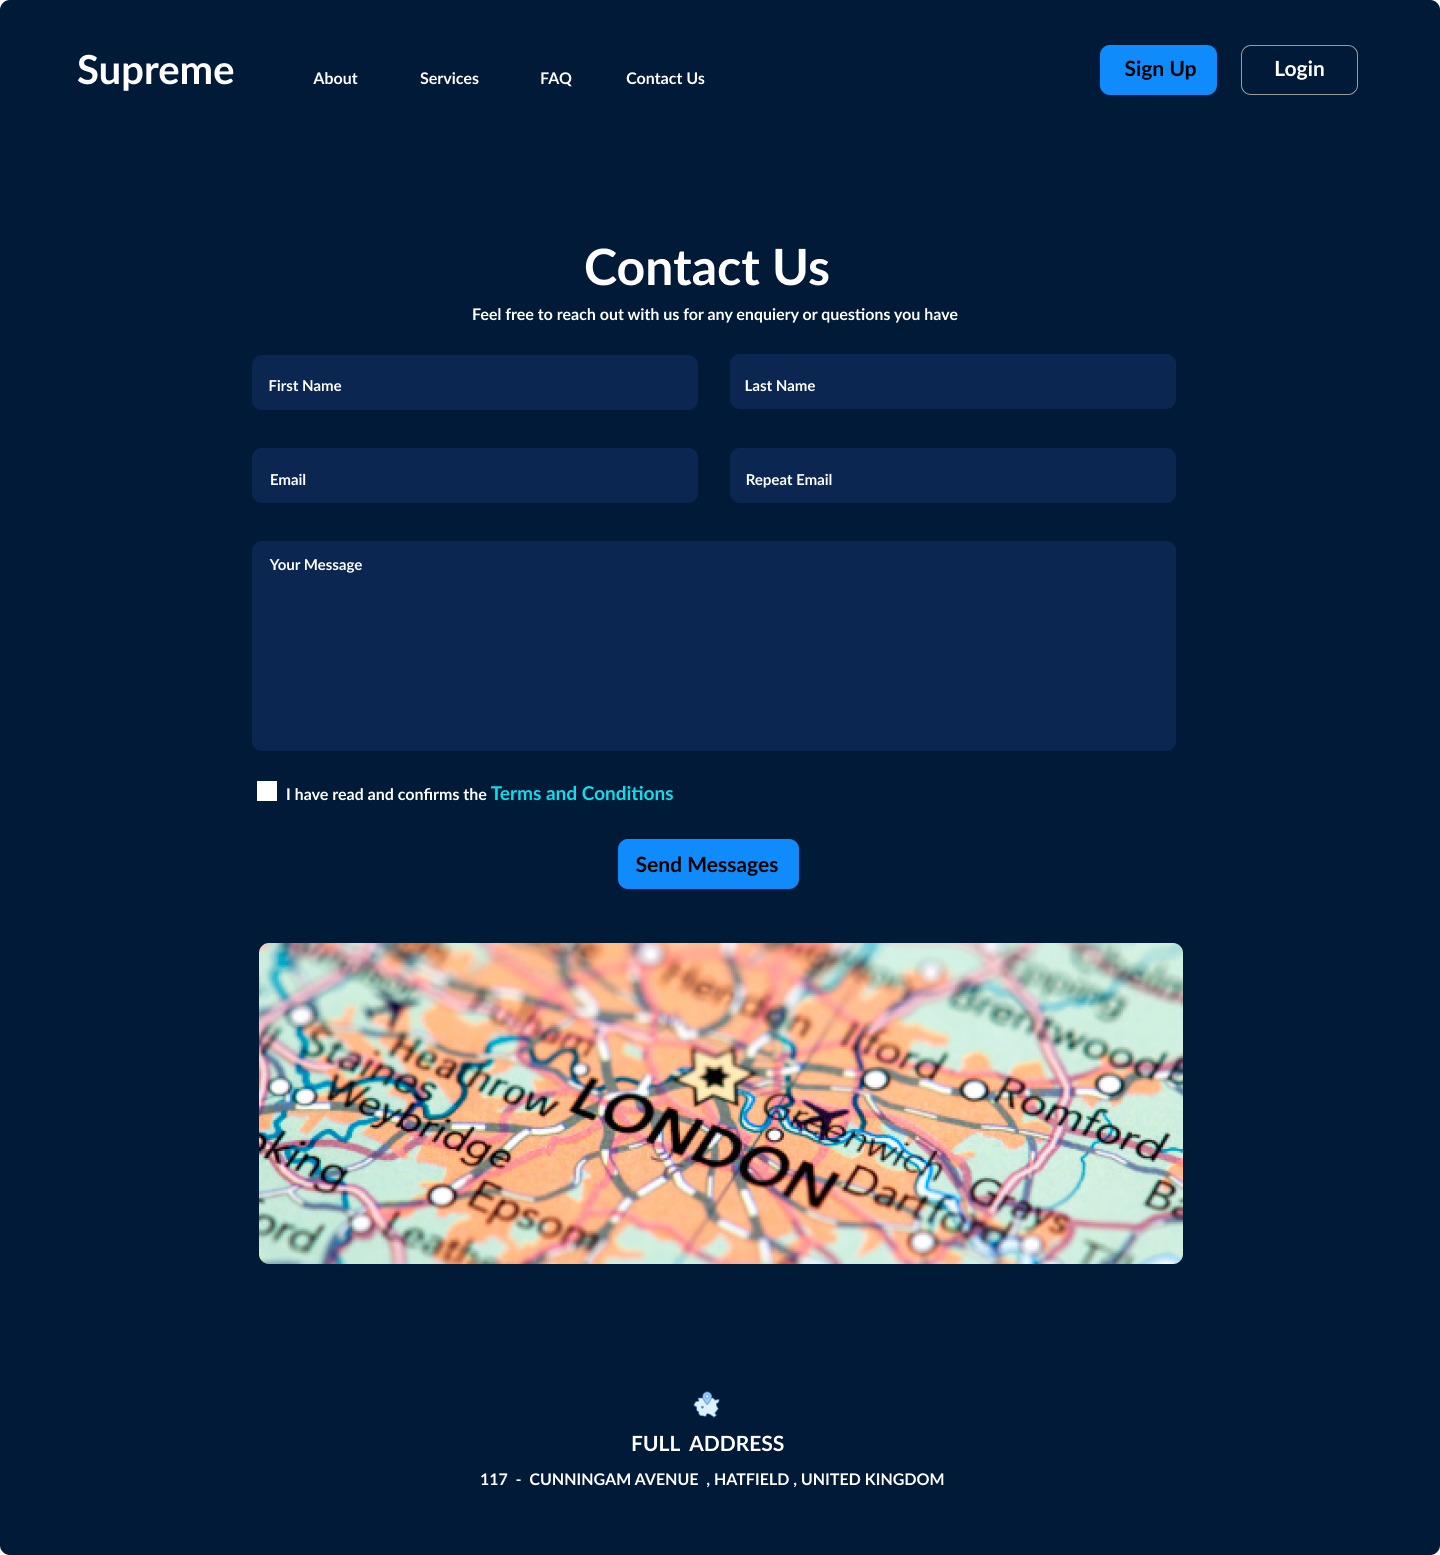 Supreme
About
Services
FAQ
Contact Us
Sign Up
Login
Contact Us
Feel free to reach out with us for any enquiery or questions you have
First Name
Last Name
Email
Repeat Email
Your Message
I have read and confirms the Terms and Conditions
Send Messages
Hendon
Epping
Brentwood
Fulham
Ilford
Staines
Heathrow
Weybridge
LONDON
Greenwich
Romford
Dartford
Grays
Epsom
FULL ADDRESS
117 - CUNNINGAM AVENUE , HATFIELD , UNITED KINGDOM